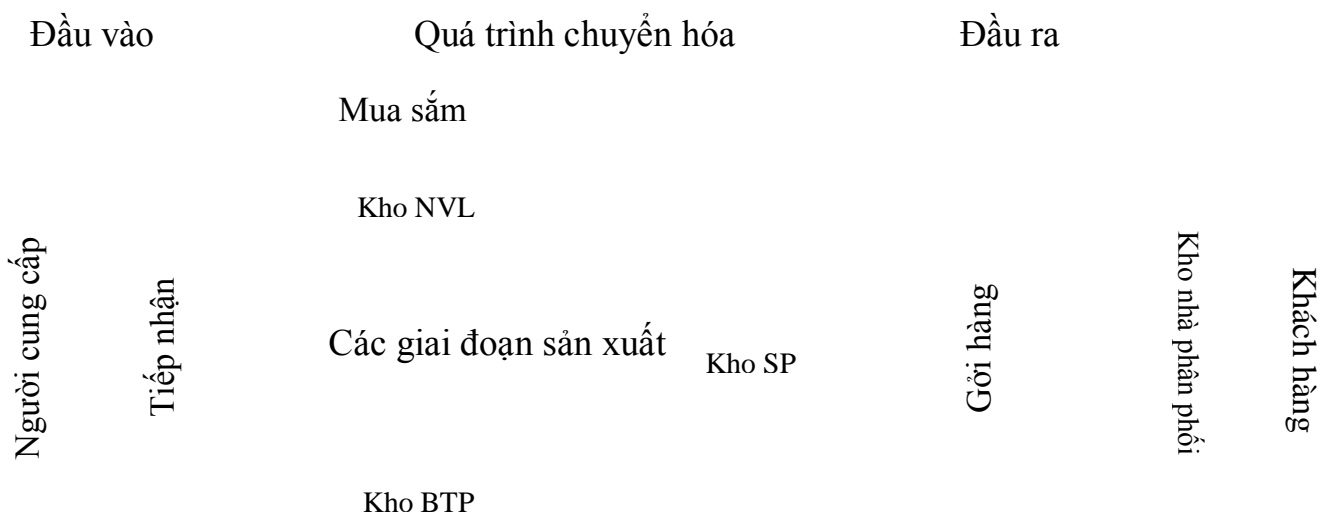 Đầu vào
Quá trình chuyển hóa
Đầu ra
Mua sắm
Kho NVL
Người cung cấp
Tiếp nhận
Các giai đoạn sản xuất
Kho SP
Gởi hàng
Kho nhà phân phối
Khách hàng
Kho BTP